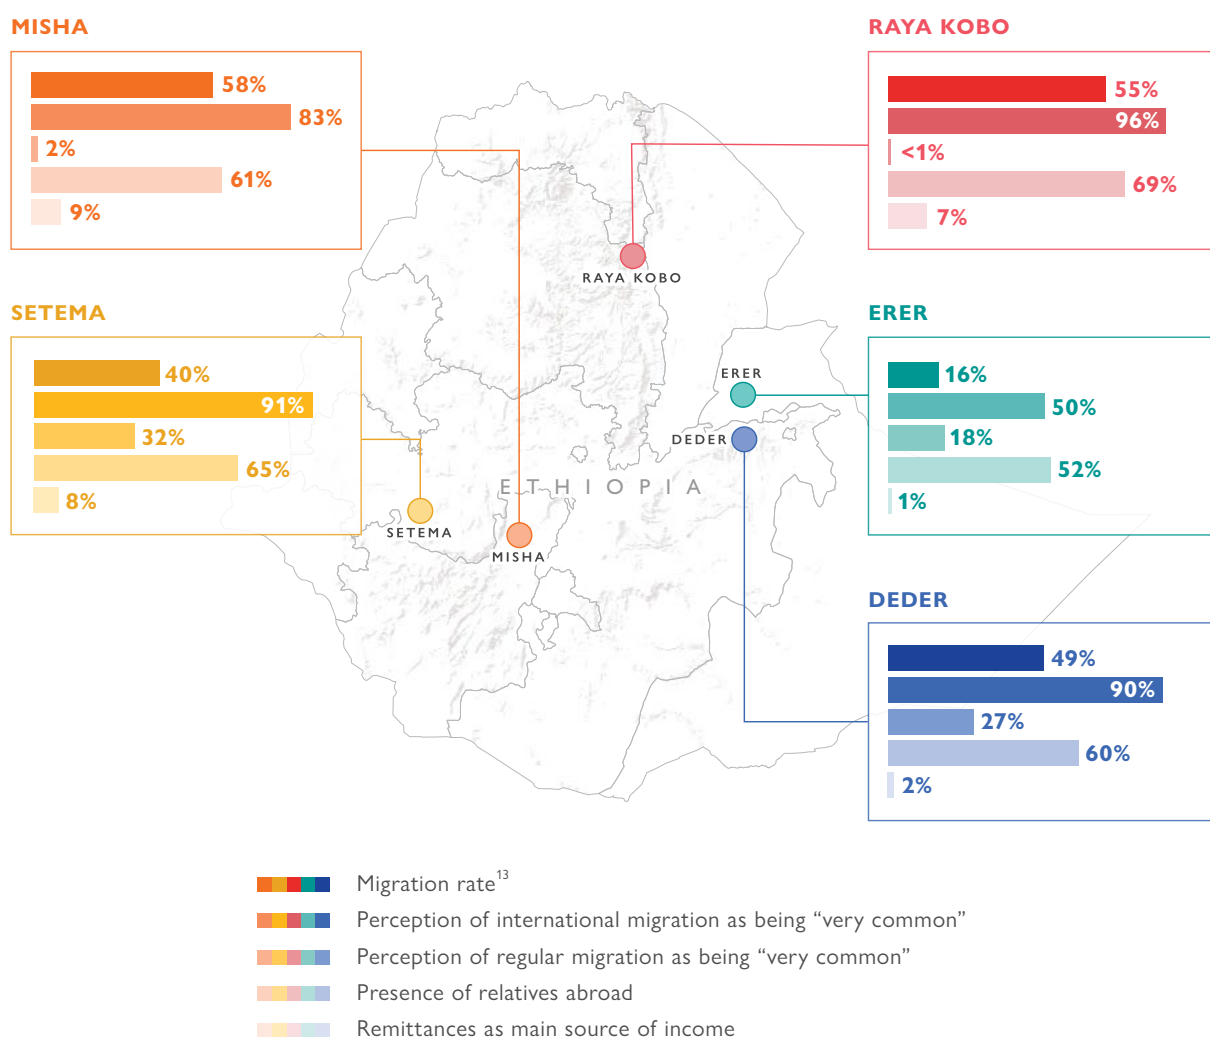 MISHA
58%
83%
2%
61%
9%
RAYA KOBO
55%
96%
<1%
69%
7%
SETEMA
40%
91%
32%
65%
8%
ERER
16%
50%
18%
52%
1%
DEDER
49%
90%
27%
60%
2%
RAYA KOBO
ERER
DEDER
ETHIOPIA
SETEMA
MISHA
Migration rate13
Perception of international migration as being “very common”
Perception of regular migration as being “very common”
Presence of relatives abroad
Remittances as main source of income